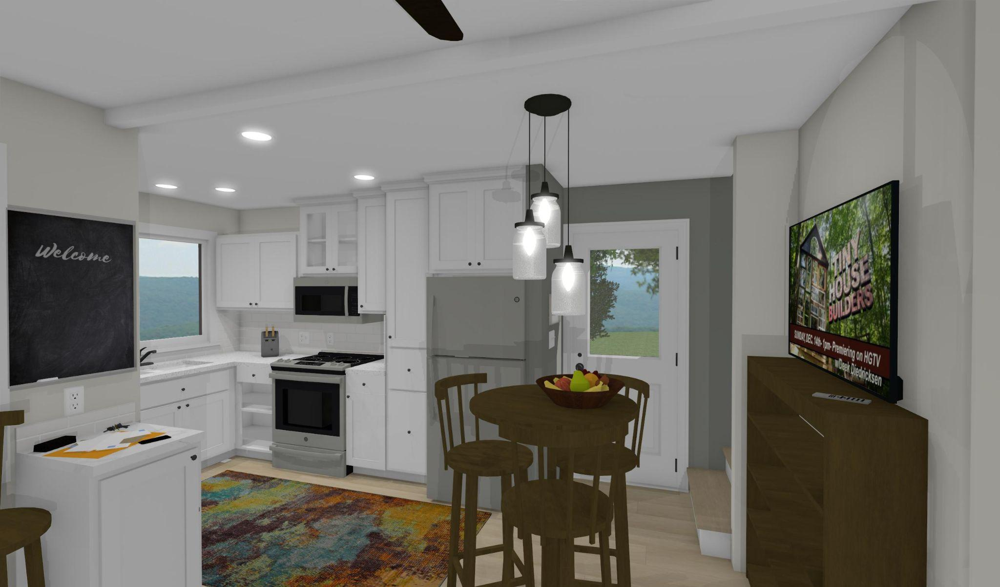 Welcome
TINY
HOUSE
BUILDERS
SUNDAY, DEC. 14th- 1pm- Premiering on HGTV
w/Deek Diedricksen